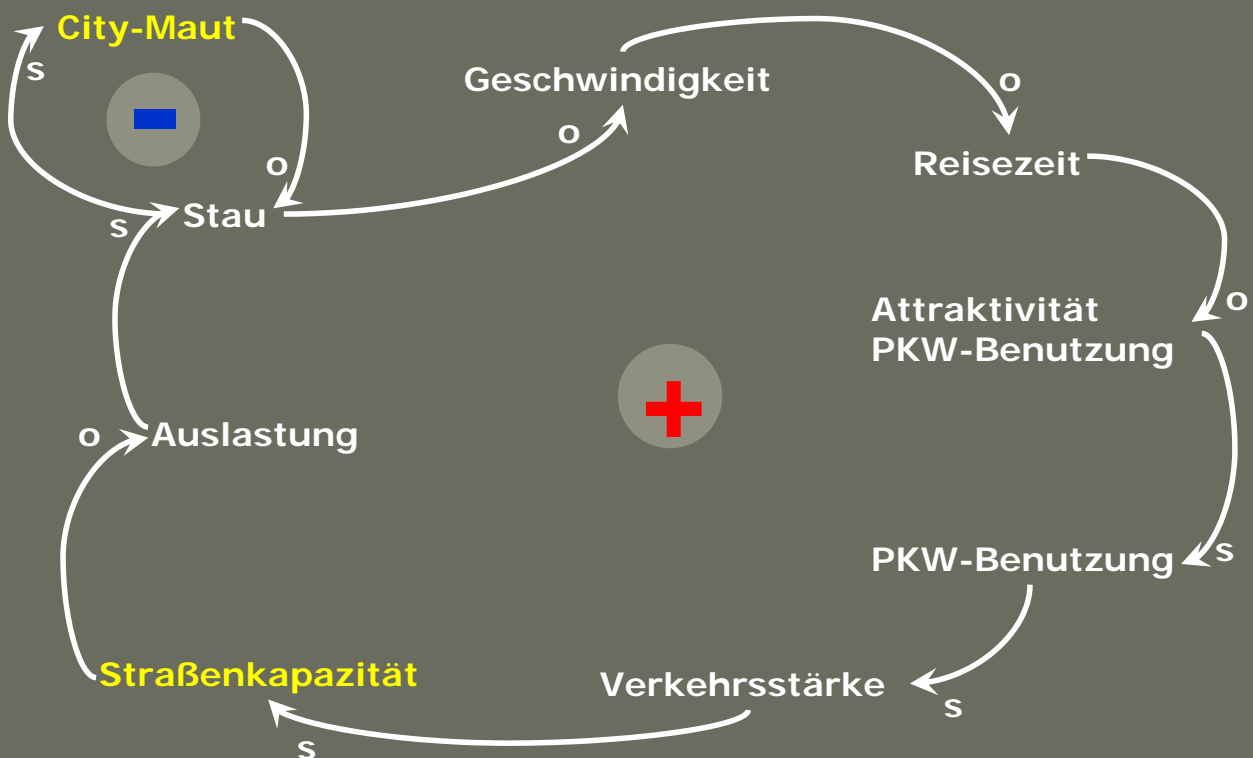 City-Maut
s
Geschwindigkeit
o
o
Reisezeit
o
s
Stau
Attraktivität
PKW-Benutzung
o
+
o
Auslastung
PKW-Benutzung
s
Straßenkapazität
Verkehrsstärke
s
s